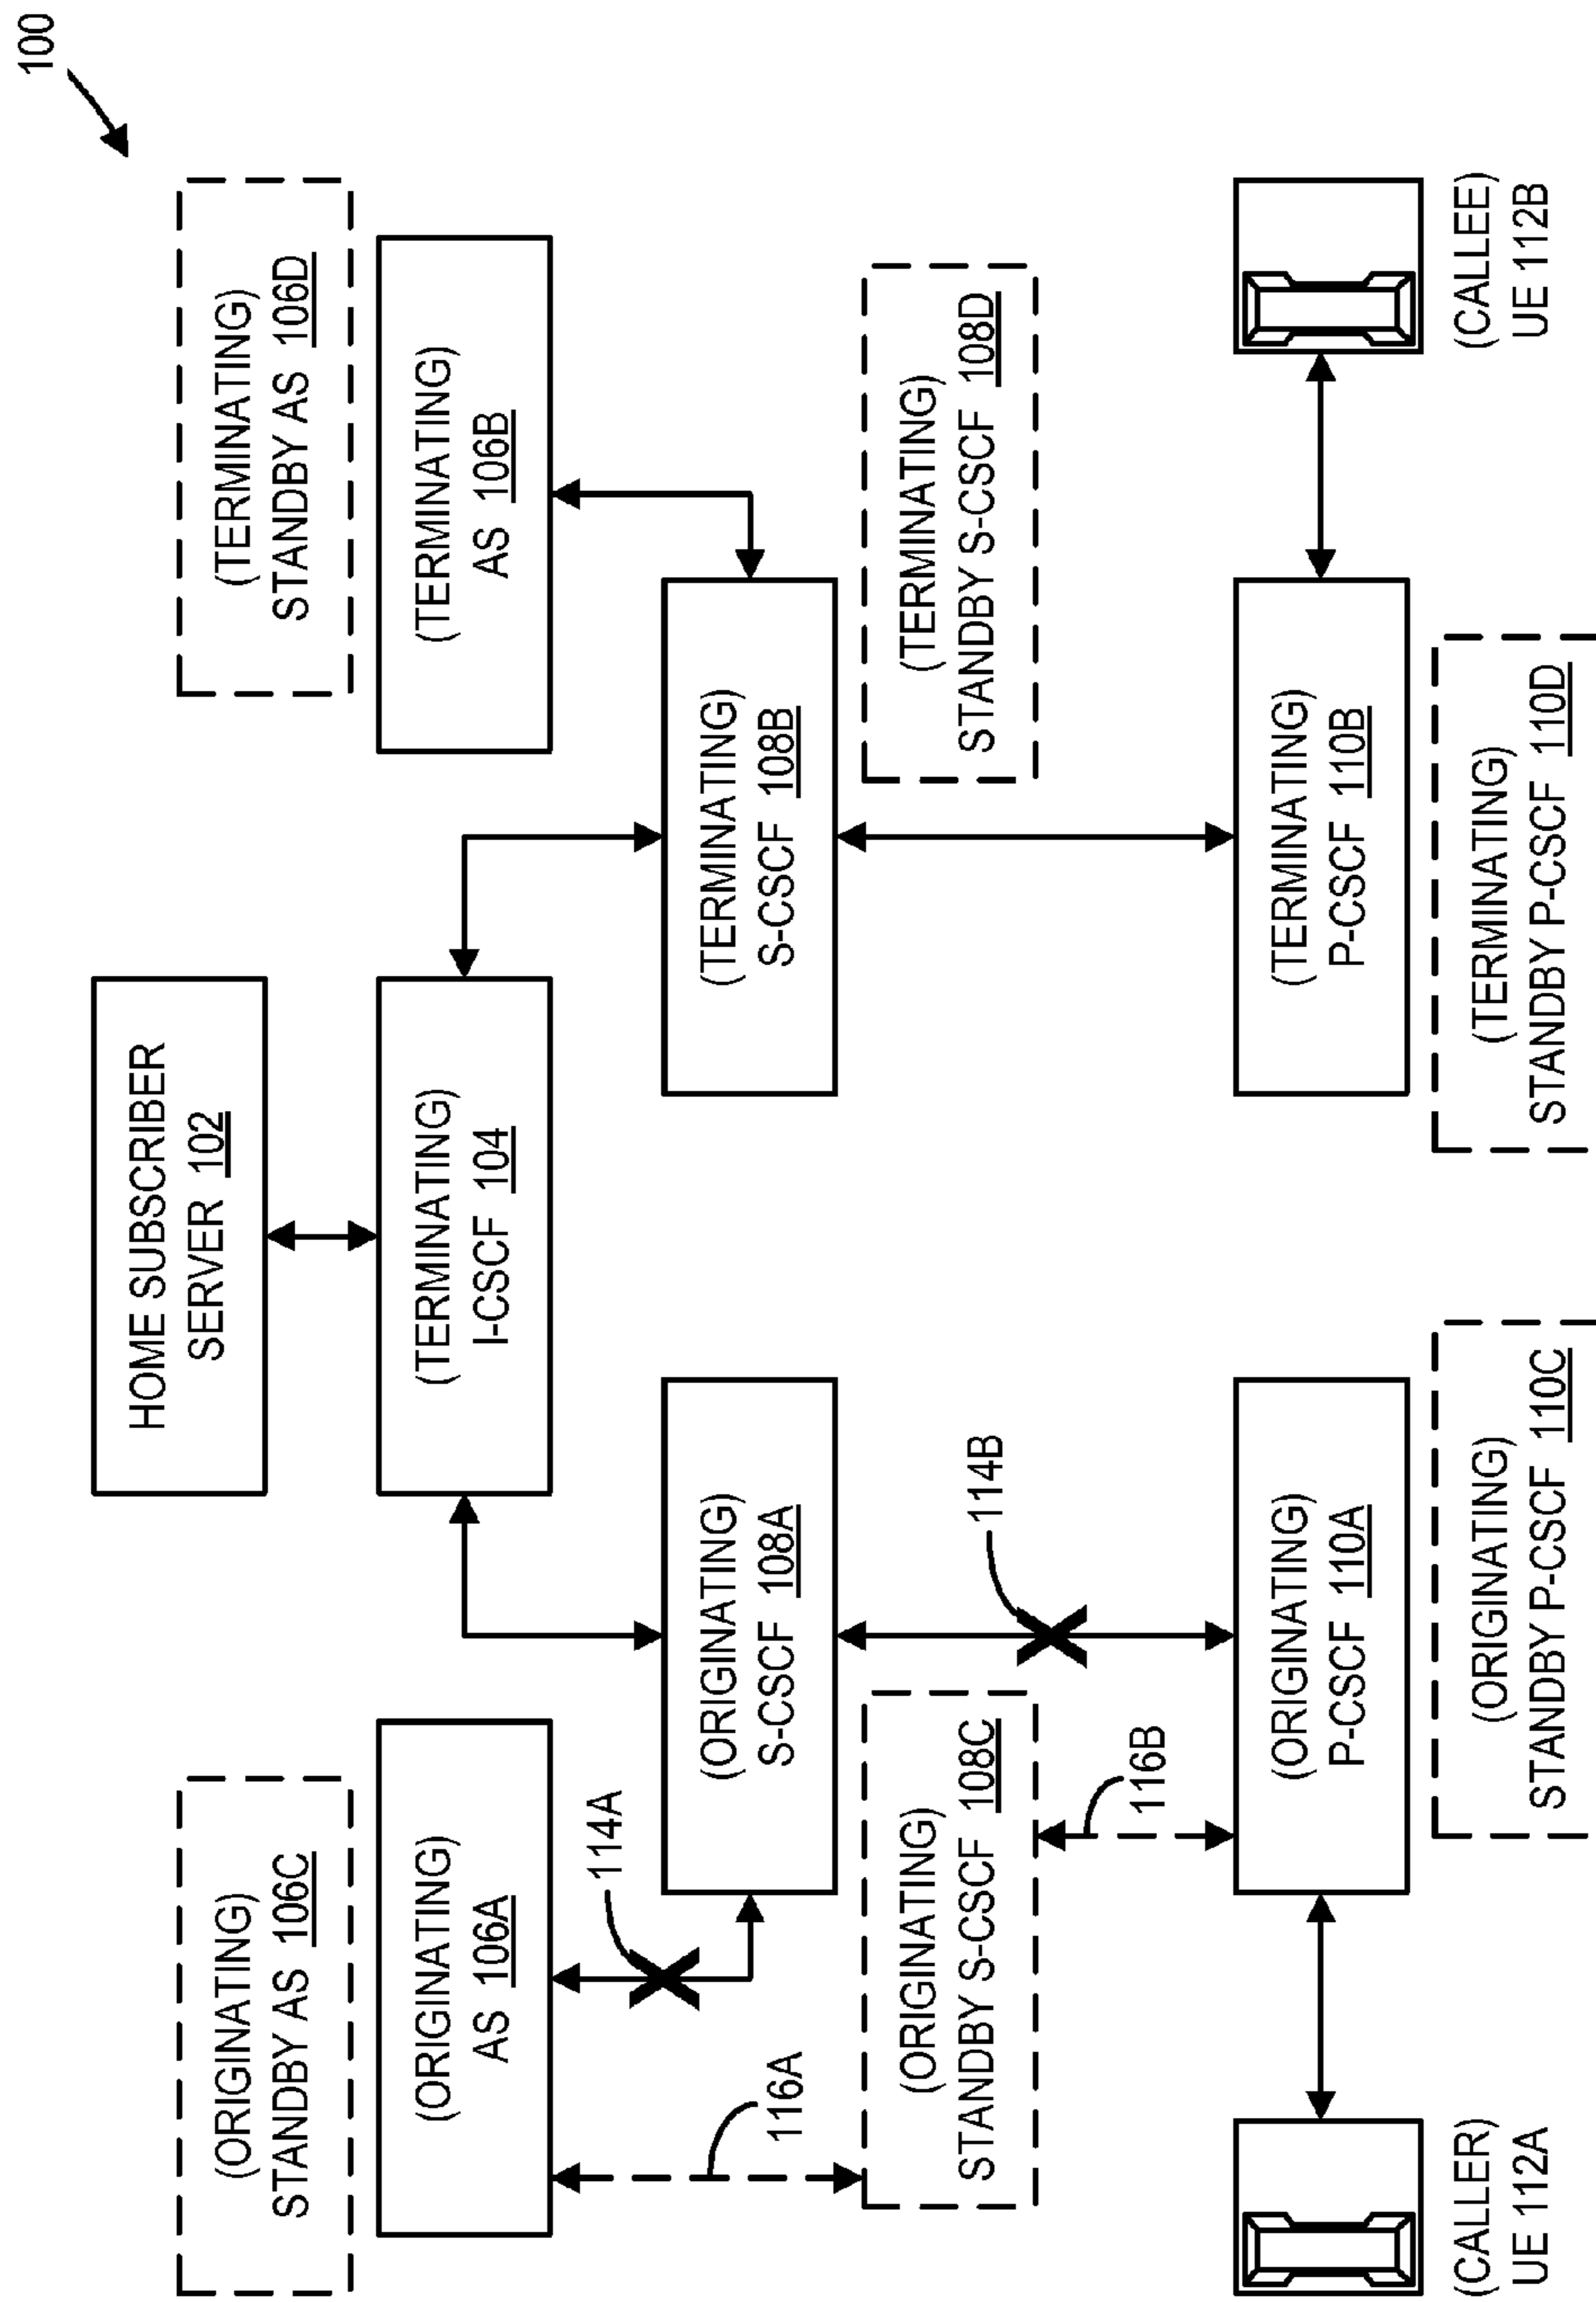 100
HOME SUBSCRIBER
SERVER 102
(ORIGINATING)
STANDBY AS 106C
(TERMINATING)
STANDBY AS 106D
(ORIGINATING)
AS 106A
(TERMINATING)
I-CSCF 104
(TERMINATING)
AS 106B
114A
116A
(ORIGINATING)
S-CSCF 108A
(TERMINATING)
S-CSCF 108B
(ORIGINATING)
STANDBY S-CSCF 108C
114B
(TERMINATING)
STANDBY S-CSCF 108D
116B
(ORIGINATING)
P-CSCF 110A
(TERMINATING)
P-CSCF 110B
(CALLER)
UE 112A
(ORIGINATING)
STANDBY P-CSCF 110C
(TERMINATING)
STANDBY P-CSCF 110D
(CALLEE)
UE 112B